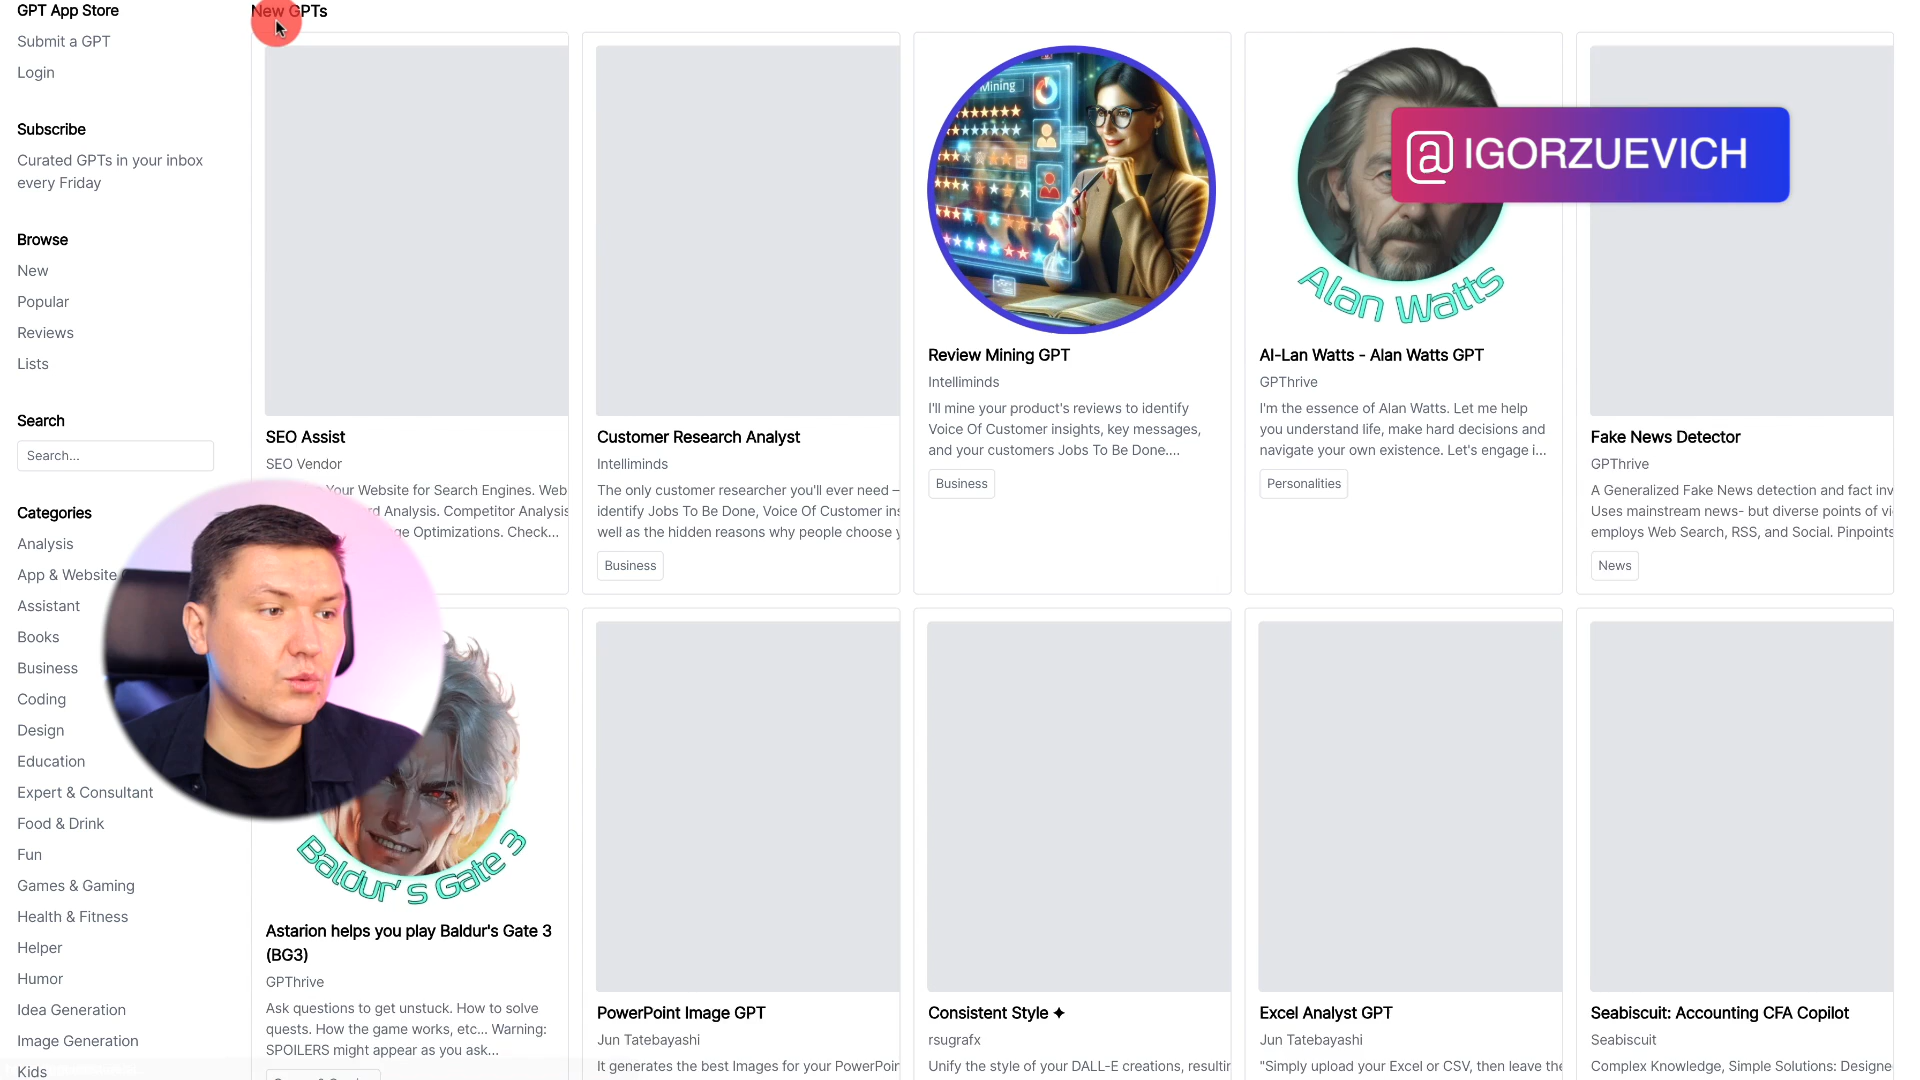 GPT App Store
Submit a GPT
Login
Subscribe
Curated GPTs in your inbox
every Friday
Browse
New
Popular
Reviews
Lists
Search
Search...
Categories
Analysis
App & Website
Assistant
Books
Business
Coding
Design
Education
Expert & Consultant
Food & Drink
Fun
Games & Gaming
Health & Fitness
Helper
Humor
Idea Generation
Image Generation
Kids
New GPTs
SEO Assist
SEO Vendor
Your Website for Search Engines. Web
Analysis. Competitor Analysis
Optimizations. Check...
Customer Research Analyst
Intelliminds
The only customer researcher you'll ever need –
identify Jobs To Be Done, Voice Of Customer
well as the hidden reasons why people choose
Business
Mining
Review Mining GPT
Intelliminds
I'll mine your product's reviews to identify
Voice Of Customer insights, key messages,
and your customers Jobs To Be Done....
Business
Alan Watts
AI-Lan Watts - Alan Watts GPT
GPThrive
I'm the essence of Alan Watts. Let me help
you understand life, make hard decisions and
navigate your own existence. Let's engage i...
Personalities
@IGORZUEVICH
Fake News Detector
GPThrive
A Generalized Fake News detection and fact
Uses mainstream news- but diverse points of
employs Web Search, RSS, and Social. Pinpoints
News
Baldur's Gate 3
Astarion helps you play Baldur's Gate 3
(BG3)
GPThrive
Ask questions to get unstuck. How to solve
quests. How the game works, etc... Warning:
SPOILERS might appear as you ask...
PowerPoint Image GPT
Jun Tatebayashi
It generates the best Images for your
Consistent Style ✦
rsugrafx
Unify the style of your DALL-E creations,
Excel Analyst GPT
Jun Tatebayashi
"Simply upload your Excel or CSV, then leave
Seabiscuit: Accounting CFA Copilot
Seabiscuit
Complex Knowledge, Simple Solutions: